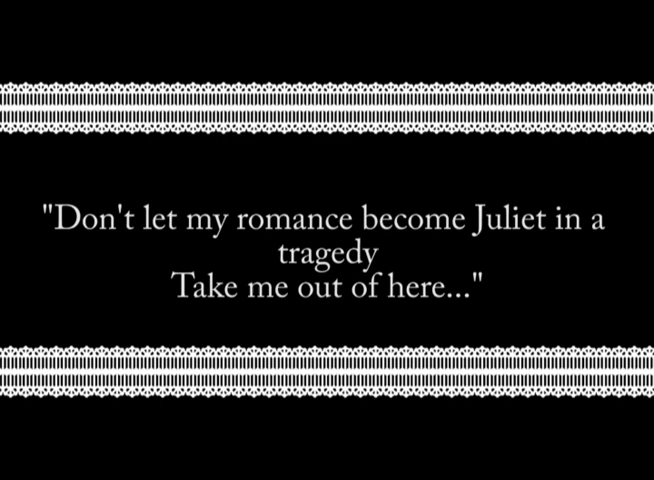 "Don't let my romance become Juliet in a
tragedy
Take me out of here..."